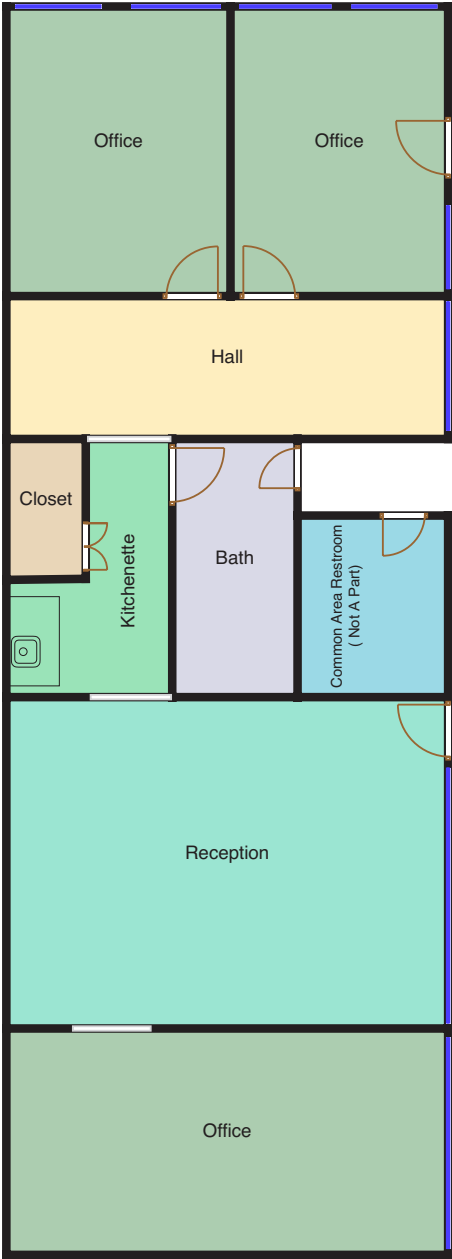 Office
Office
Hall
Closet
Kitchenette
Bath
Common Area Restroom
( Not A Part)
Reception
Office